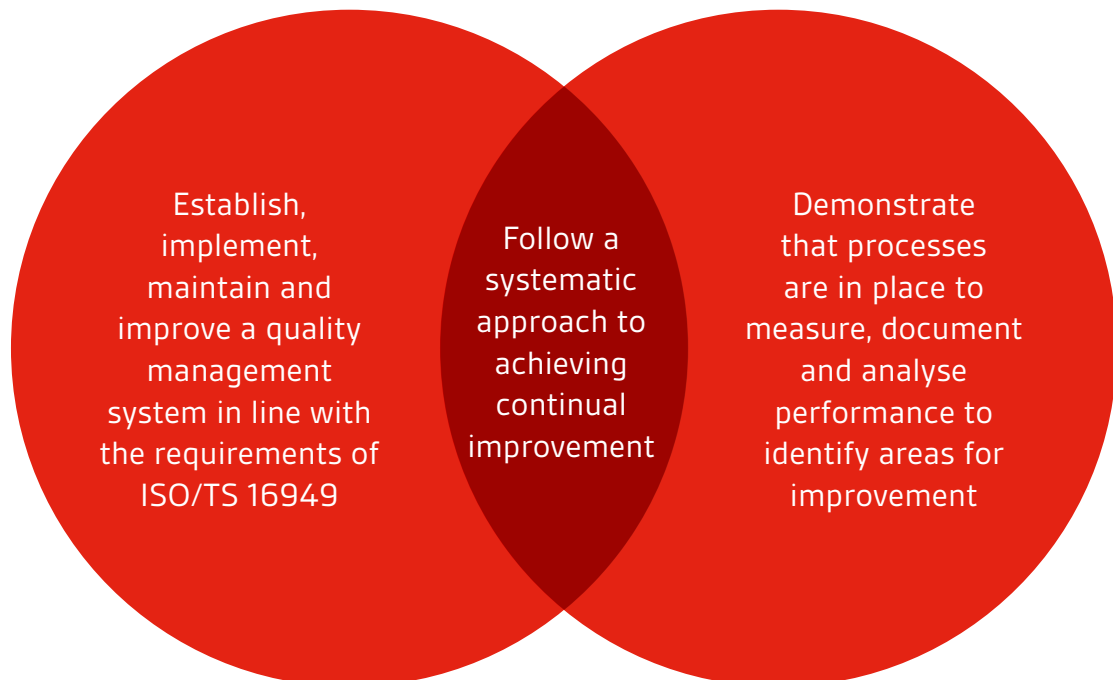 Establish,
implement,
maintain and
improve a quality
management
system in line with
the requirements of
ISO/TS 16949
Follow a
systematic
approach to
achieving
continual
improvement
Demonstrate
that processes
are in place to
measure, document
and analyse
performance to
identify areas for
improvement